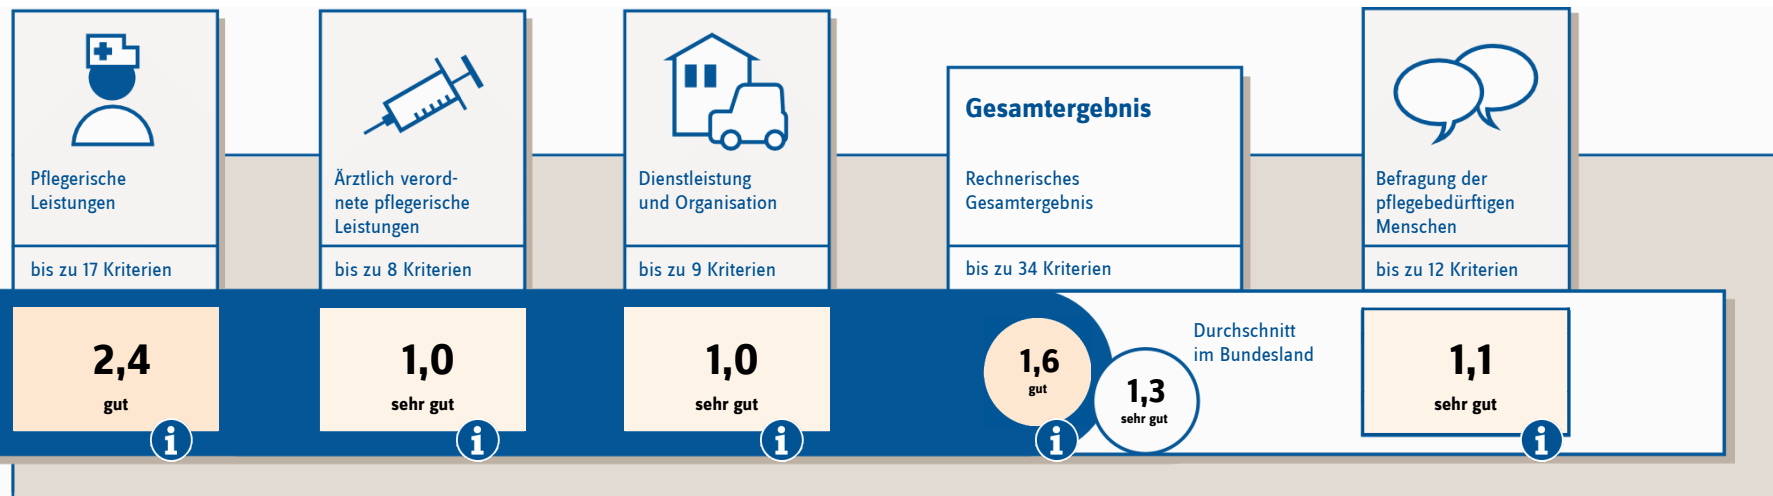 Pflegerische
Leistungen
bis zu 17 Kriterien
2,4
gut
i
Ärztlich verord-
nete pflegerische
Leistungen
bis zu 8 Kriterien
1,0
sehr gut
i
Dienstleistung
und Organisation
bis zu 9 Kriterien
1,0
sehr gut
i
Gesamtergebnis
Rechnerisches
Gesamtergebnis
bis zu 34 Kriterien
1,6
gut
i
1,3
sehr gut
Durchschnitt
im Bundesland
Befragung der
pflegebedürftigen
Menschen
bis zu 12 Kriterien
1,1
sehr gut
i